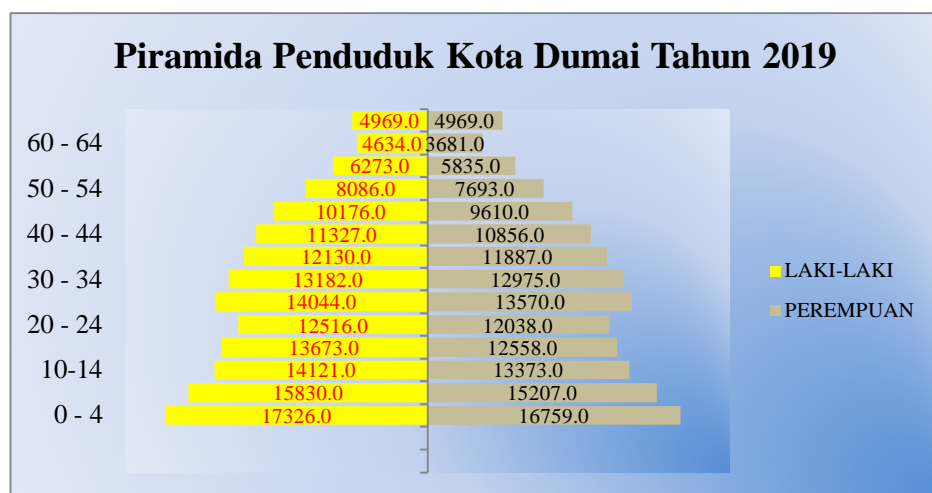 Piramida Penduduk Kota Dumai Tahun 2019
4969.0 4969.0
60 - 64 4634.0 3681.0
6273.0 5835.0
50 - 54 8086.0 7693.0
10176.0 9610.0
40 - 44 11327.0 10856.0
12130.0 11887.0
30 - 34 13182.0 12975.0
14044.0 13570.0
20 - 24 12516.0 12038.0
13673.0 12558.0
10-14 14121.0 13373.0
15830.0 15207.0
0 - 4 17326.0 16759.0
LAKI-LAKI
PEREMPUAN